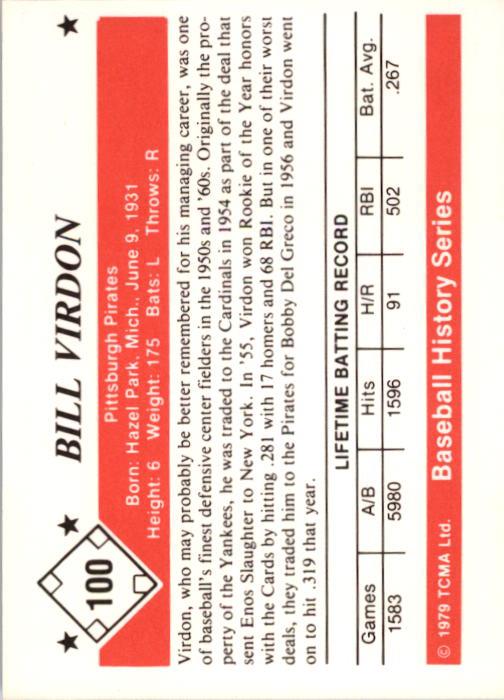 100
BILL VIRDON
Pittsburgh Pirates
Born: Hazel Park, Mich., June 9, 1931
Height: 6 Weight: 175 Bats: L Throws: R
Virdon, who may probably be better remembered for his managing career, was one
of baseball's finest defensive center fielders in the 1950s and '60s. Originally the pro-
perty of the Yankees, he was traded to the Cardinals in 1954 as part of the deal that
sent Enos Slaughter to New York. In '55, Virdon won Rookie of the Year honors
with the Cards by hitting .281 with 17 homers and 68 RBI. But in one of their worst
deals, they traded him to the Pirates for Bobby Del Greco in 1956 and Virdon went
on to hit .319 that year.
LIFETIME BATTING RECORD
Games A/B Hits H/R RBI Bat. Avg.
1583 5980 1596 91 502 .267
© 1979 TCMA Ltd. Baseball History Series